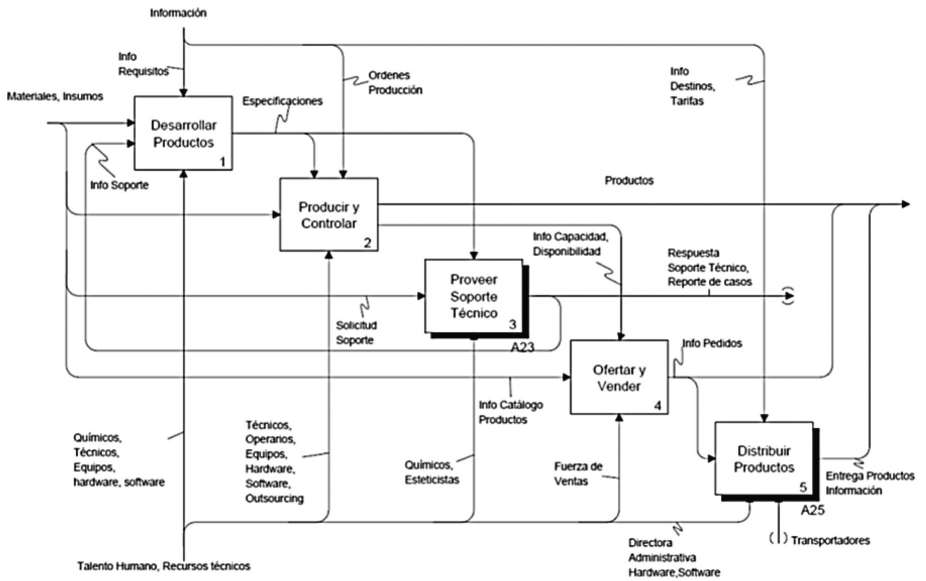 Información
Info
Requisitos
Materiales, Insumos
Ordenes
Producción
Info
Destinos,
Tarifas
Especificaciones
Desarrollar
Productos
1
Info Soporte
Productos
Producir y
Controlar
2
Info Capacidad,
Disponibilidad
Respuesta
Soporte Técnico,
Reporte de casos
Proveer
Soporte
Técnico
3
A23
Solicitud
Soporte
Info Pedidos
Ofertar y
Vender
4
Info Catálogo
Productos
Químicos,
Técnicos,
Equipos,
hardware, software
Técnicos,
Operarios,
Equipos,
Hardware,
Software,
Outsourcing
Químicos,
Esteticistas
Fuerza de
Ventas
Distribuir
Productos
5
A25
Entrega Productos
Información
Transportadores
Directora
Administrativa
Hardware,Software
Talento Humano, Recursos técnicos